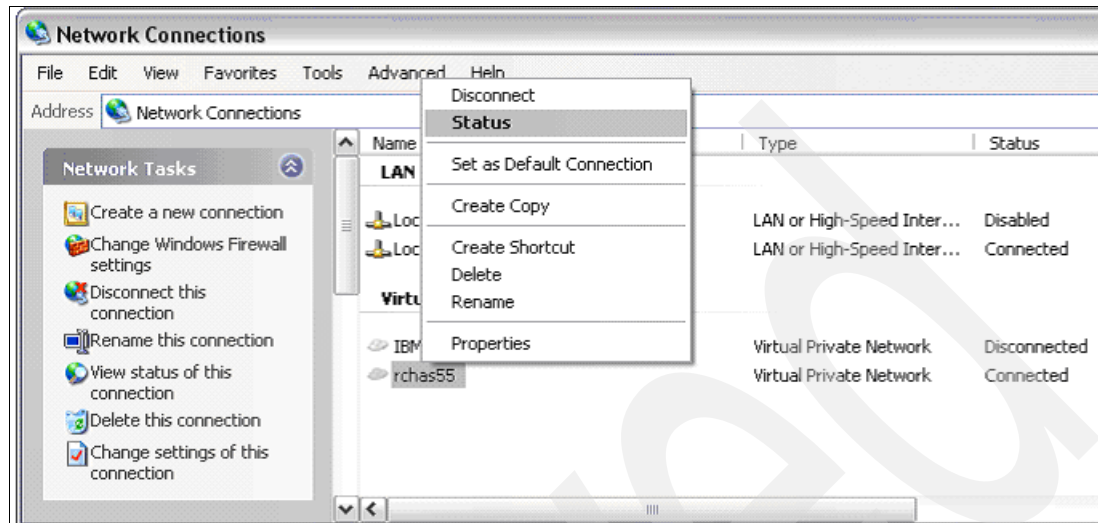 Network Connections
File Edit View Favorites Tools Advanced Help
Address Network Connections
Network Tasks
Create a new connection
Change Windows Firewall
settings
Disconnect this
connection
Rename this connection
View status of this
connection
Delete this connection
Change settings of this
connection
Disconnect
Status
Set as Default Connection
Create Copy
Create Shortcut
Delete
Rename
Properties
Name Type Status
LAN
Loc LAN or High-Speed Inter... Disabled
Loc LAN or High-Speed Inter... Connected
Virtu
IBM Virtual Private Network Disconnected
rchas55 Virtual Private Network Connected